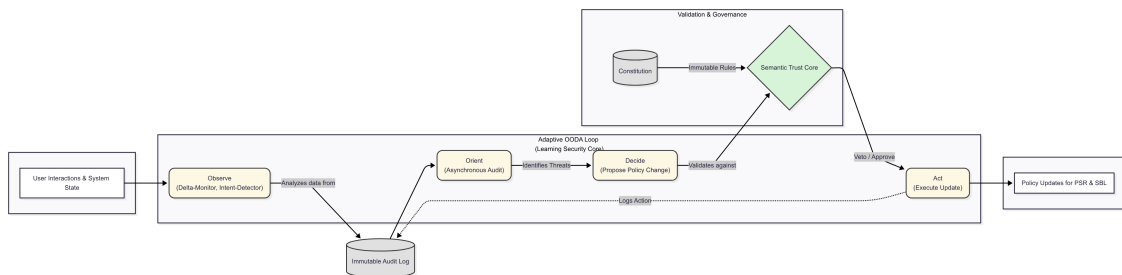 Validation & Governance
Constitution
Immutable Rules
Semantic Trust Core
Adaptive OODA Loop
(Learning Security Core)
User Interactions & System
State
Observe
(Delta-Monitor, Intent-Detector)
Analyzes date from
Orient
(Asynchronous Audit)
Identifies Threats
Decide
(Propose Policy Change)
Validates against
Veto / Approve
Act
(Execute Update)
Policy Updates for PSR & SBL
Logs Action
Immutable Audit Log